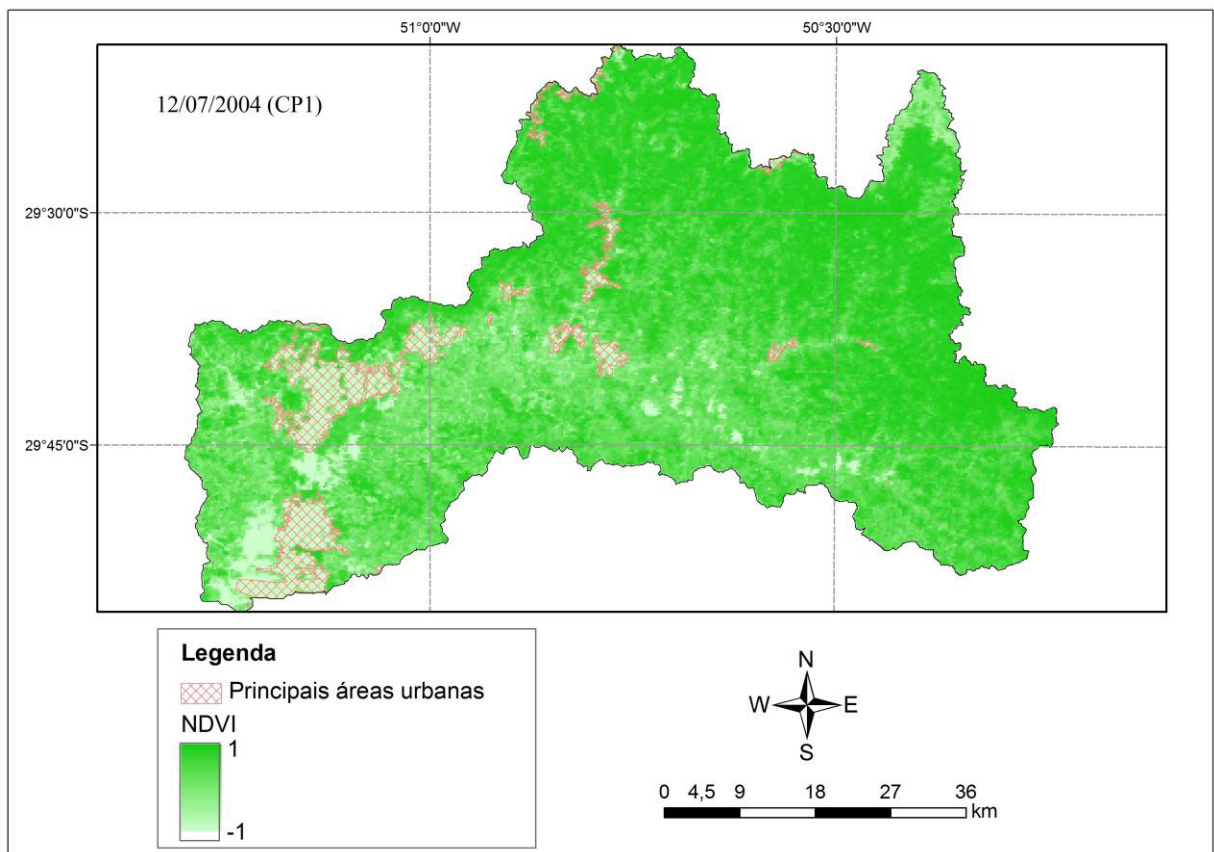 51°0'0"W
50°30'0"W
12/07/2004 (CP1)
29°30'0"S
29°45'0"S
Legenda
Principais áreas urbanas
NDVI
1
-1
N
W
E
S
0 4,5 9 18 27 36
km